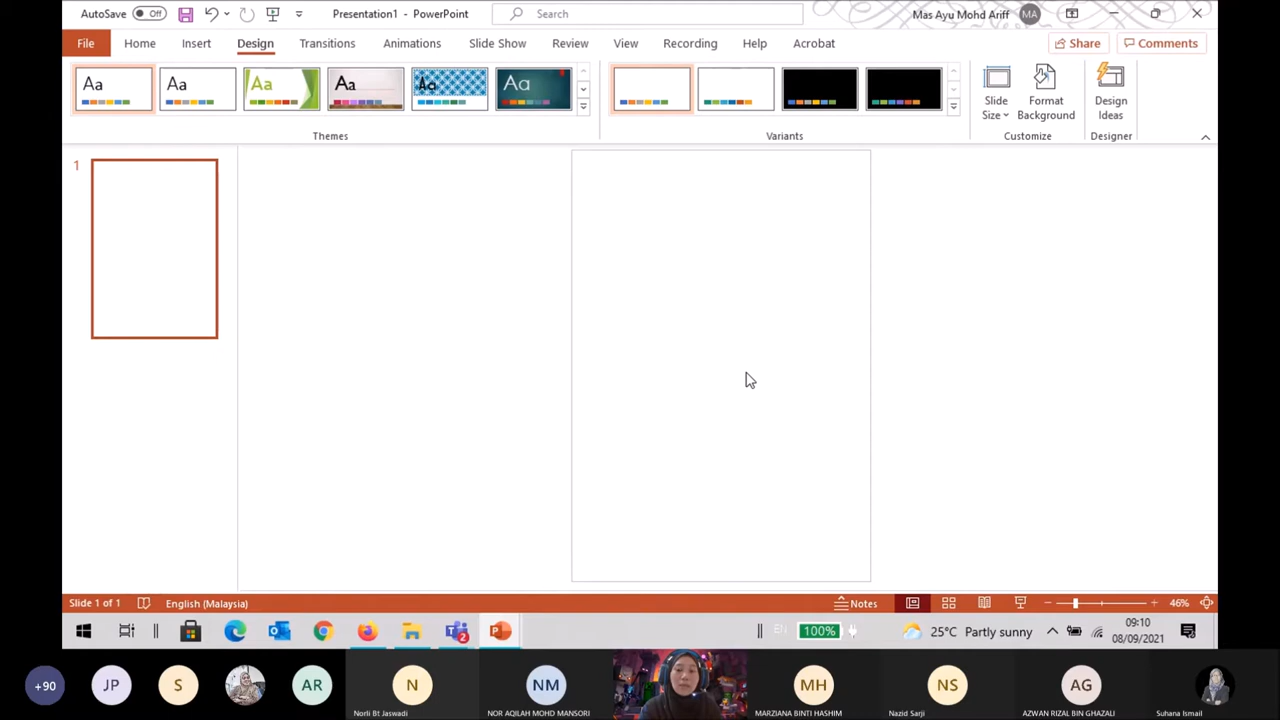 AutoSave Off Presentation1 - PowerPoint Search Mas Ayu Mohd Ariff MA
File Home Insert Design Transitions Animations Slide Show Review View Recording Help Acrobat Share Comments
Aa Aa Aa Aa Aa Aa
Slide Size Format Background Design Ideas
Themes Variants Customize Designer
1
Slide 1 of 1 English (Malaysia) Notes 46%
2 EN 100% 25°C Partly sunny 09:10
08/09/2021
+90 JP S AR N NM MH NS AG
Norli Bt Jaswadi NOR AQILAH MOHD MANSORI MARZIANA BINTI HASHIM Nazid Sarji AZWAN RIZAL BIN GHAZALI Suhana Ismail